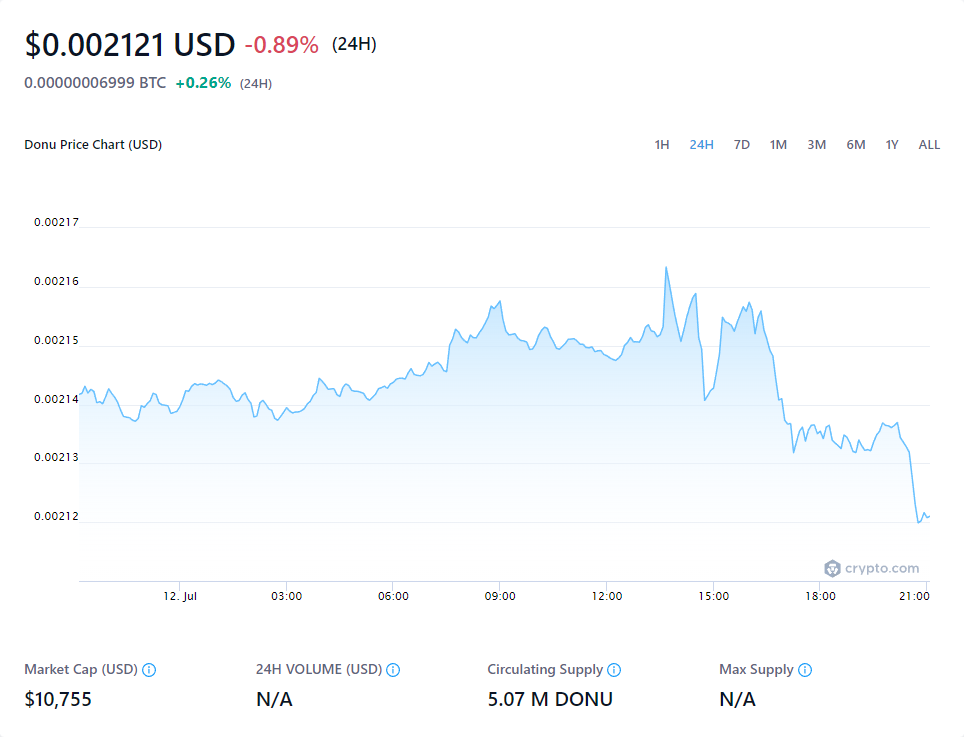 $0.002121 USD -0.89% (24H)
0.00000006999 BTC +0.26% (24H)
Donu Price Chart (USD) 1H 24H 7D 1M 3M 6M 1Y ALL
0.00217
0.00216
0.00215
0.00214
0.00213
0.00212
crypto.com
12. Jul 03:00 06:00 09:00 12:00 15:00 18:00 21:00
Market Cap (USD) 24H VOLUME (USD) Circulating Supply Max Supply
$10,755 N/A 5.07 M DONU N/A